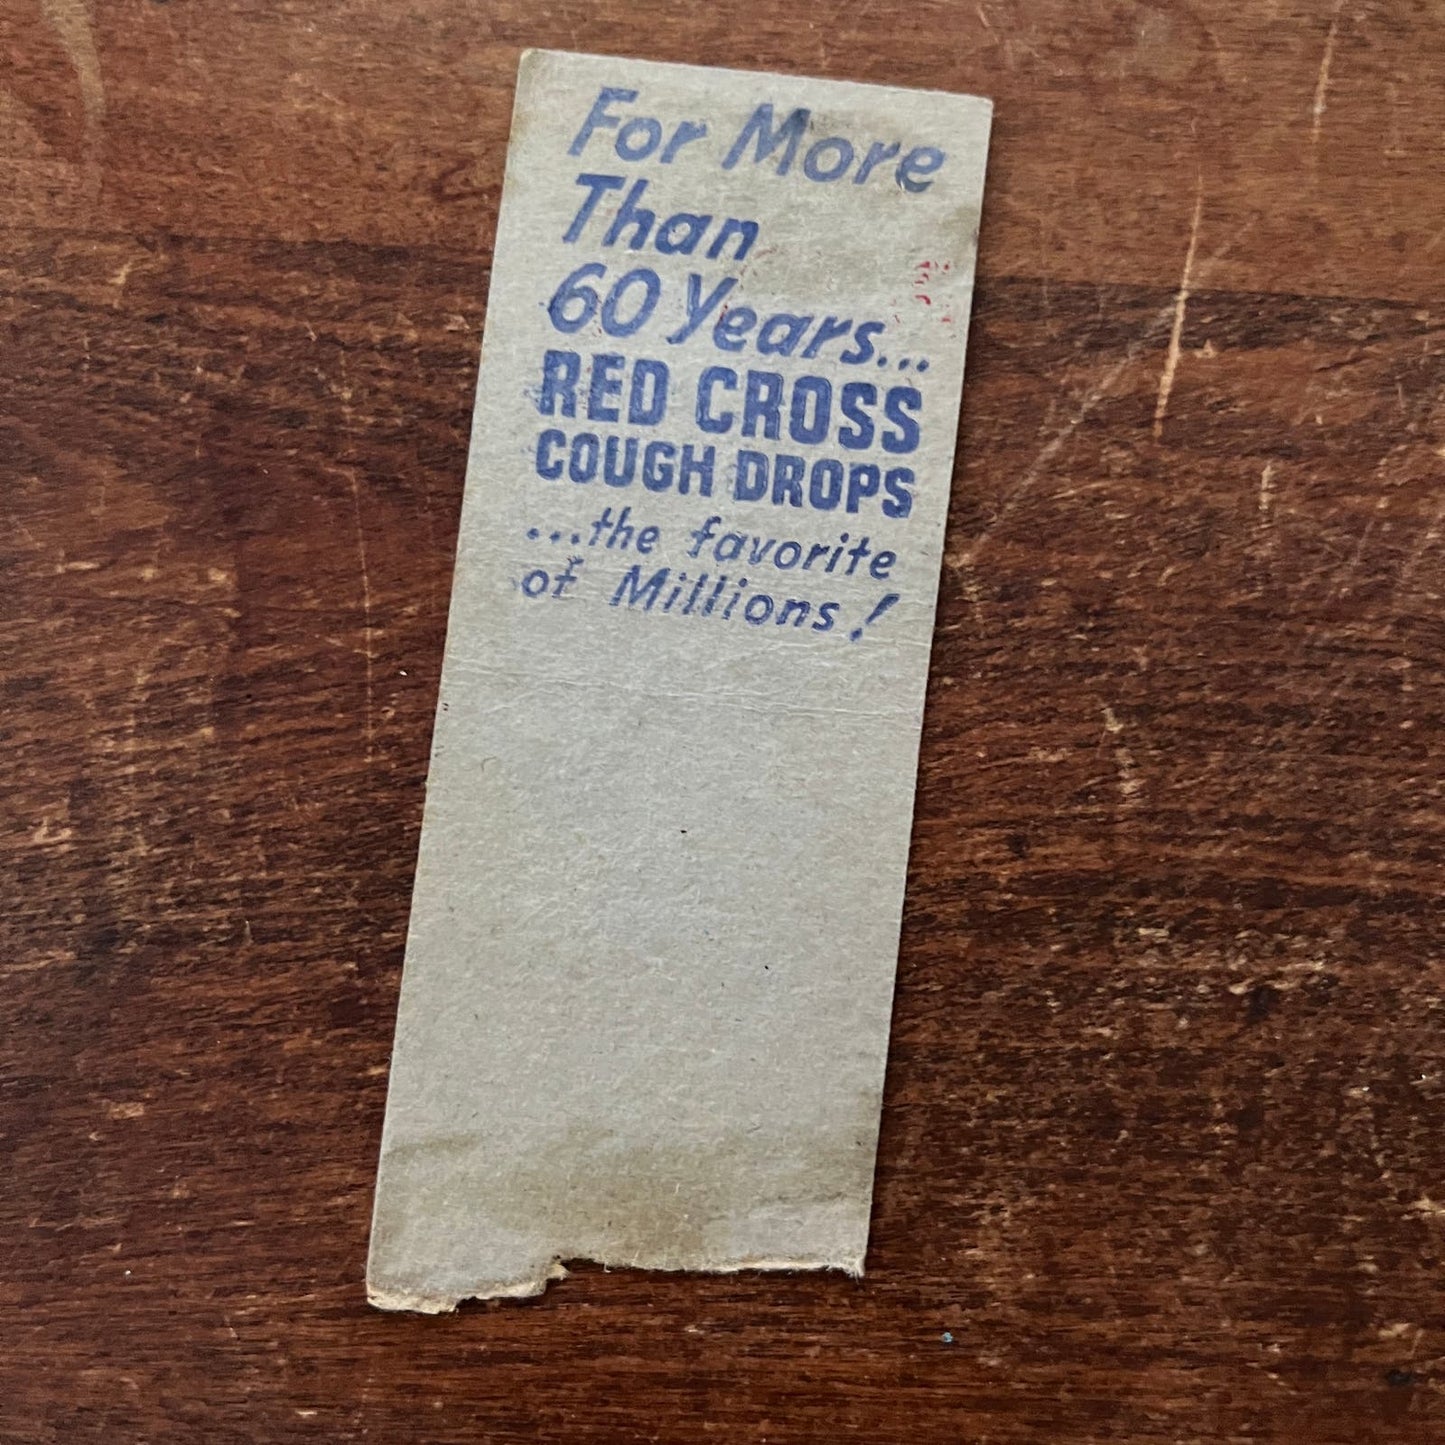 For More
Than
60 Years...
RED CROSS
COUGH DROPS
...the favorite
of Millions!